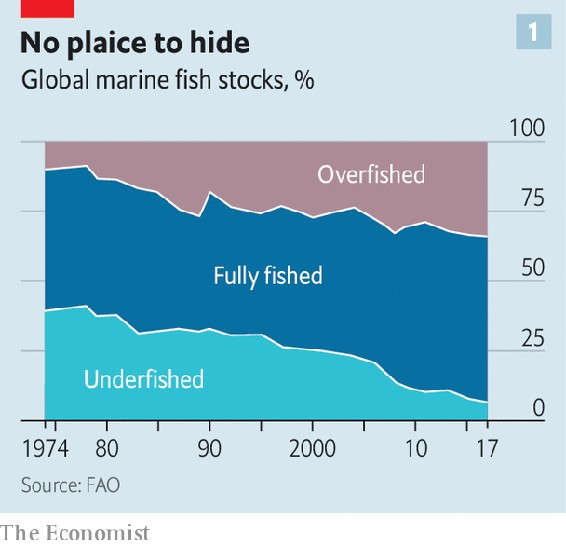 No plaice to hide
1
Global marine fish stocks, %
100
Overfished
75
Fully fished
50
25
Underfished
0
1974 80 90 2000 10 17
Source: FAO
The Economist